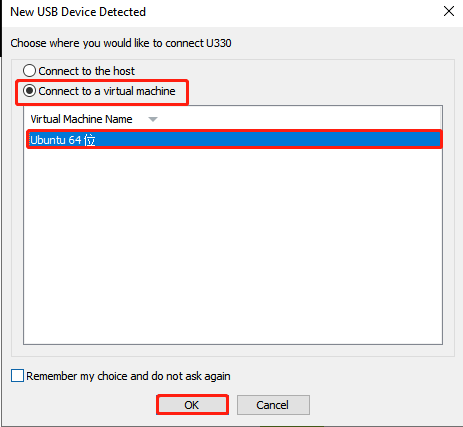 New USB Device Detected
Choose where you would like to connect U330
Connect to the host
Connect to a virtual machine
Virtual Machine Name
Ubuntu 64 位
Remember my choice and do not ask again
OK
Cancel